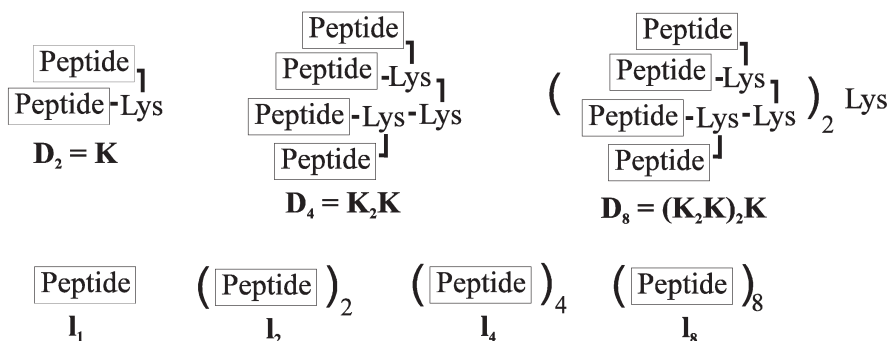 Peptide
Peptide -Lys
D₂ = K
Peptide
Peptide -Lys
Peptide -Lys-Lys
Peptide
D₄ = K₂K
( Peptide
Peptide -Lys
Peptide -Lys-Lys
Peptide )₂ Lys
D₈ = (K₂K)₂K
Peptide
l₁
(Peptide)₂
l₂
(Peptide)₄
l₄
(Peptide)₈
l₈